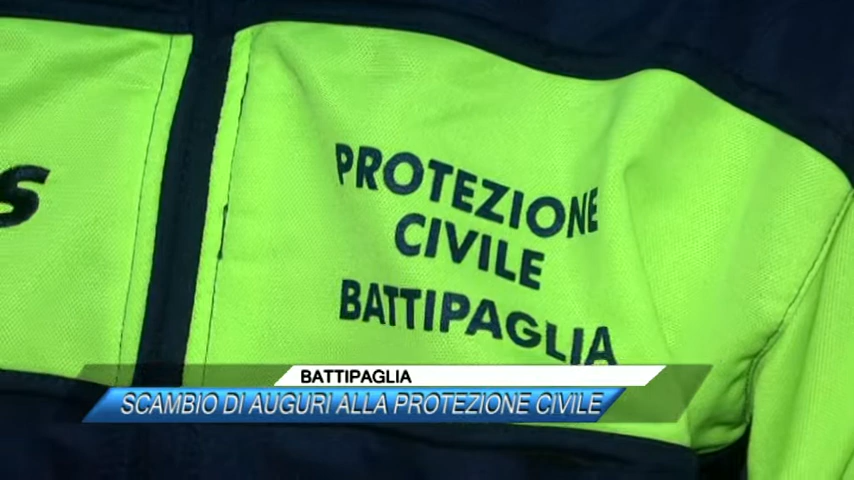 PROTEZIONE
CIVILE
BATTIPAGLIA
BATTIPAGLIA
SCAMBIO DI AUGURI ALLA PROTEZIONE CIVILE